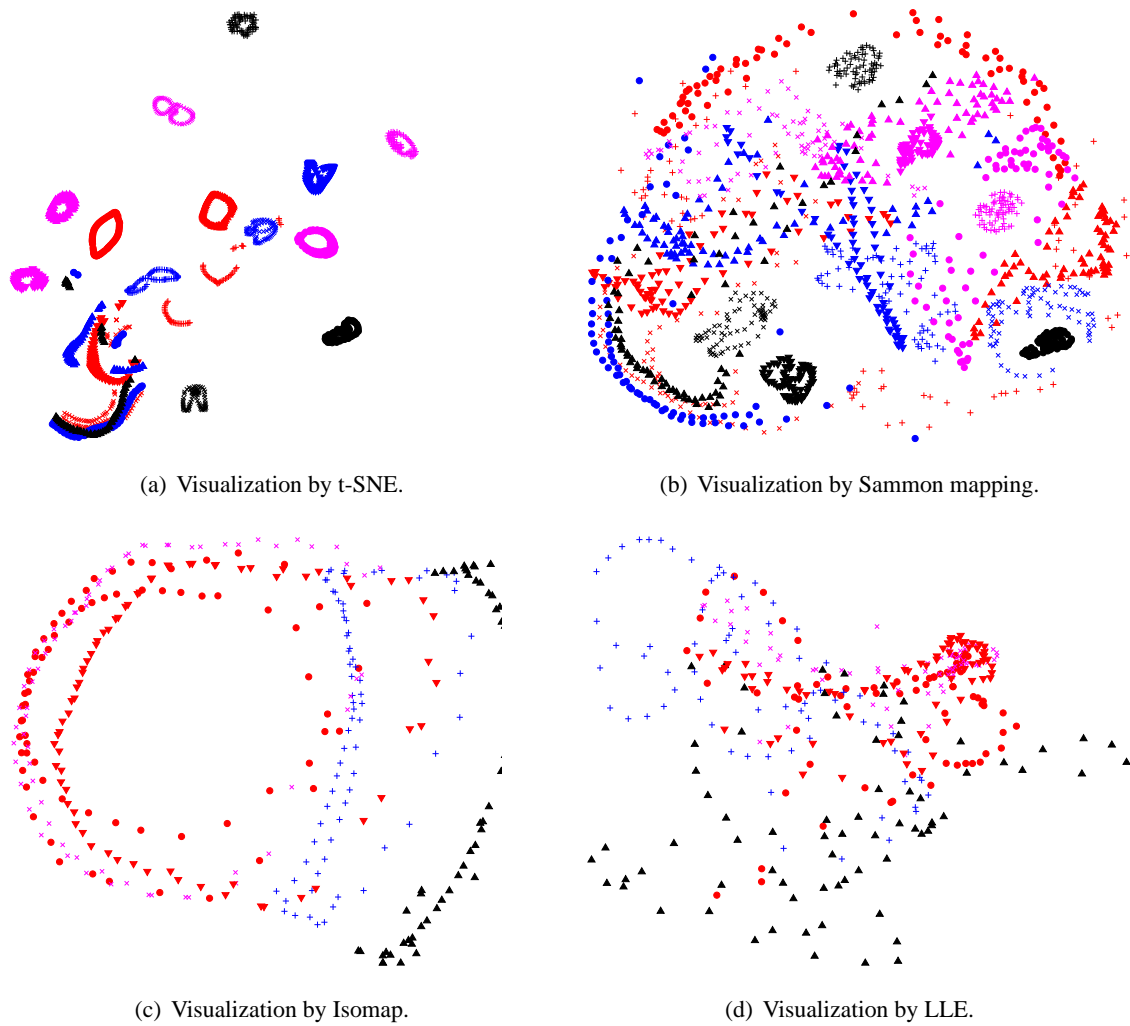 (a) Visualization by t-SNE.
(b) Visualization by Sammon mapping.
(c) Visualization by Isomap.
(d) Visualization by LLE.